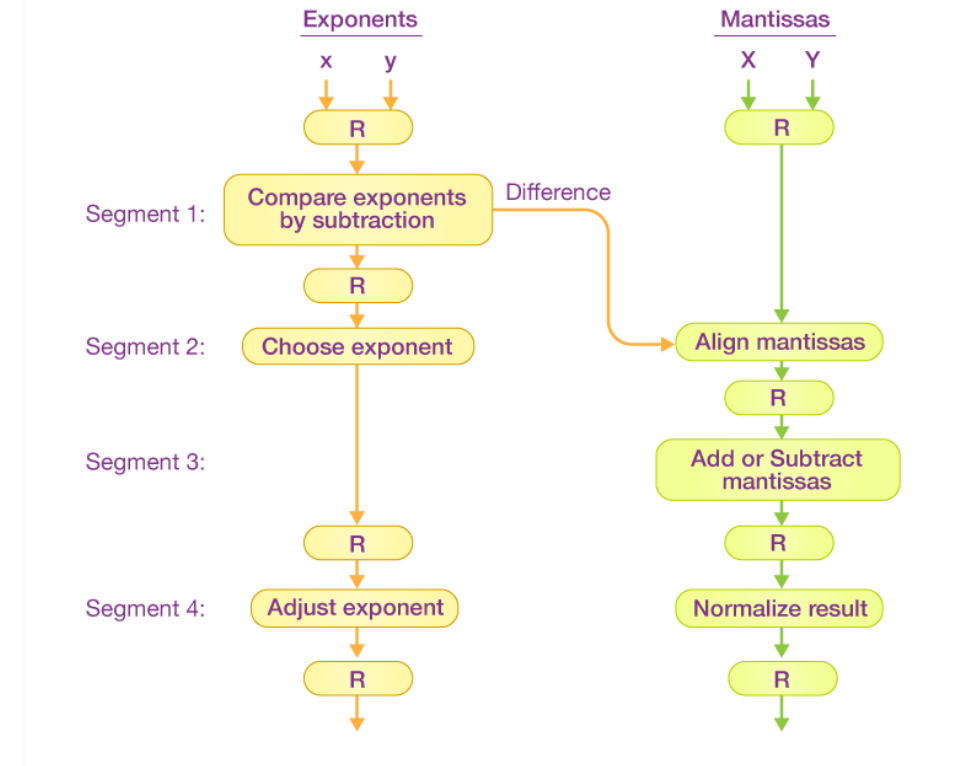 Exponents
Mantissas
x y
X Y
R
R
Segment 1:
Compare exponents
by subtraction
Difference
R
Segment 2:
Choose exponent
Align mantissas
R
Segment 3:
Add or Subtract
mantissas
R
R
Segment 4:
Adjust exponent
Normalize result
R
R